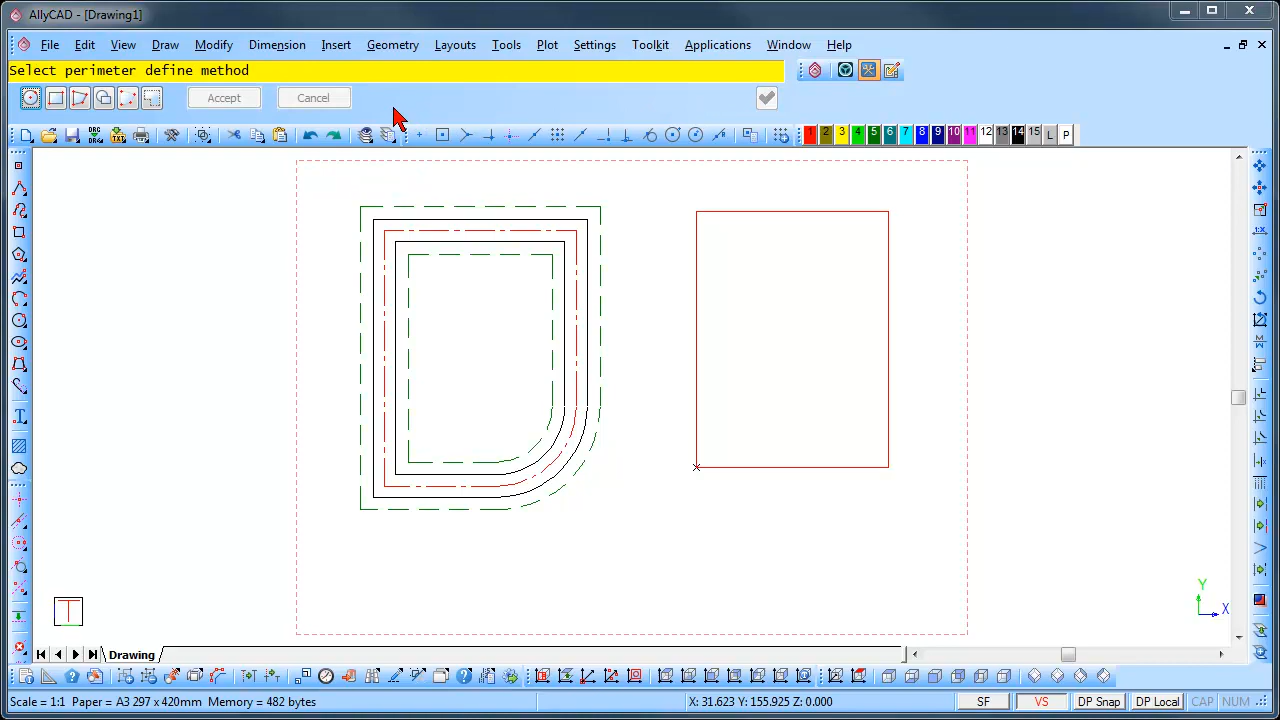 AllyCAD - [Drawing1]
File Edit View Draw Modify Dimension Insert Geometry Layouts Tools Plot Settings Toolkit Applications Window Help
Select perimeter define method
Accept Cancel
1 2 3 4 5 6 7 8 9 10 11 12 13 14 15 L P
Y
X
T
Drawing
Scale = 1:1 Paper = A3 297 x 420mm Memory = 482 bytes X: 31.623 Y: 155.925 Z: 0.000 SF VS DP Snap DP Local CAP NUM